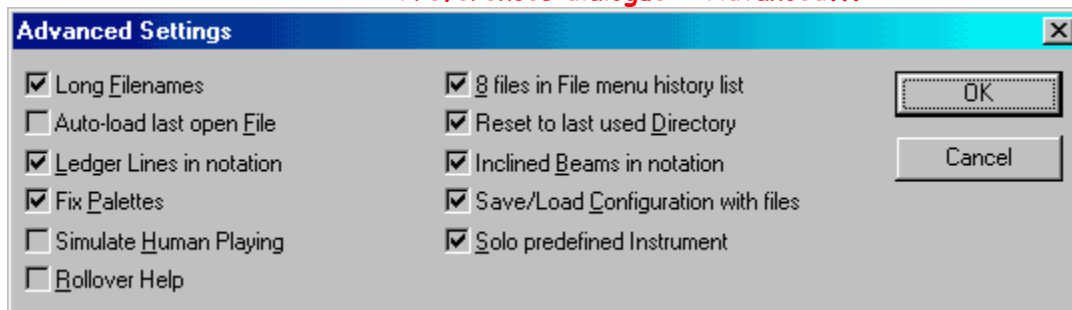 Advanced Settings
Long Filenames
Auto-load last open File
Ledger Lines in notation
Fix Palettes
Simulate Human Playing
Rollover Help
8 files in File menu history list
Reset to last used Directory
Inclined Beams in notation
Save/Load Configuration with files
Solo predefined Instrument
OK
Cancel